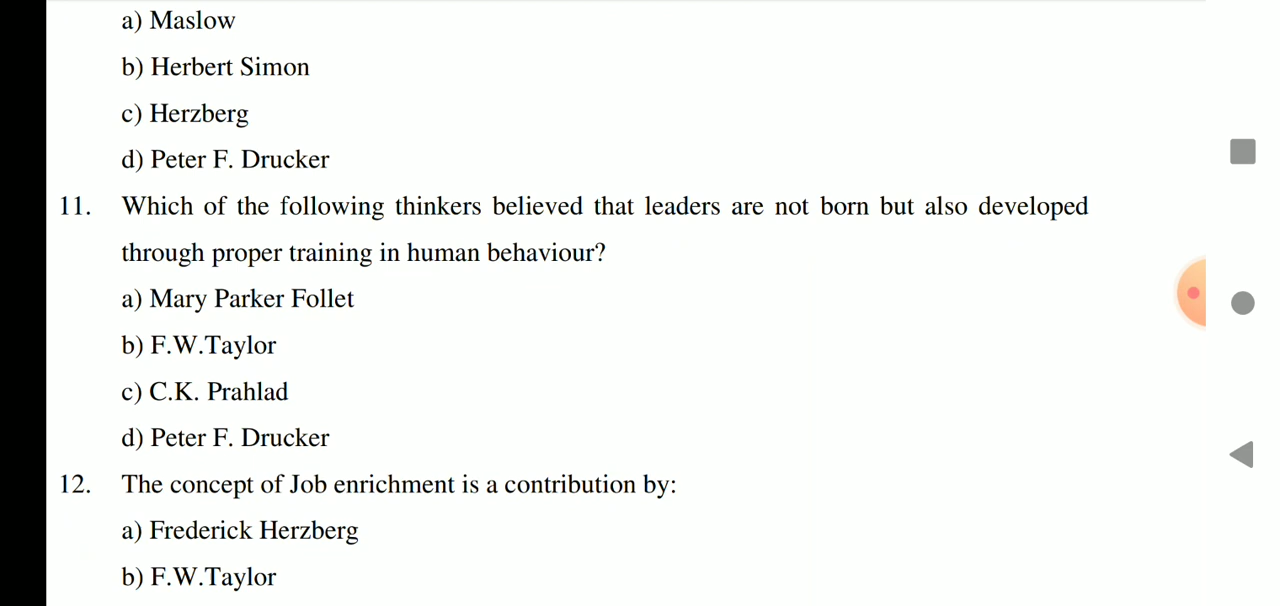 a) Maslow
b) Herbert Simon
c) Herzberg
d) Peter F. Drucker
11. Which of the following thinkers believed that leaders are not born but also developed
through proper training in human behaviour?
a) Mary Parker Follet
b) F.W.Taylor
c) C.K. Prahlad
d) Peter F. Drucker
12. The concept of Job enrichment is a contribution by:
a) Frederick Herzberg
b) F.W.Taylor